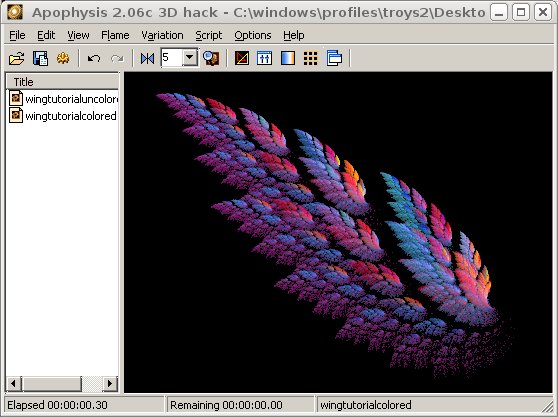 Apophysis 2.06c 3D hack - C:\windows\profiles\troys2\Deskto
File Edit View Flame Variation Script Options Help
5
Title
wingtutorialuncolore
wingtutorialcolored
Elapsed 00:00:00.30 Remaining 00:00:00.00 wingtutorialcolored